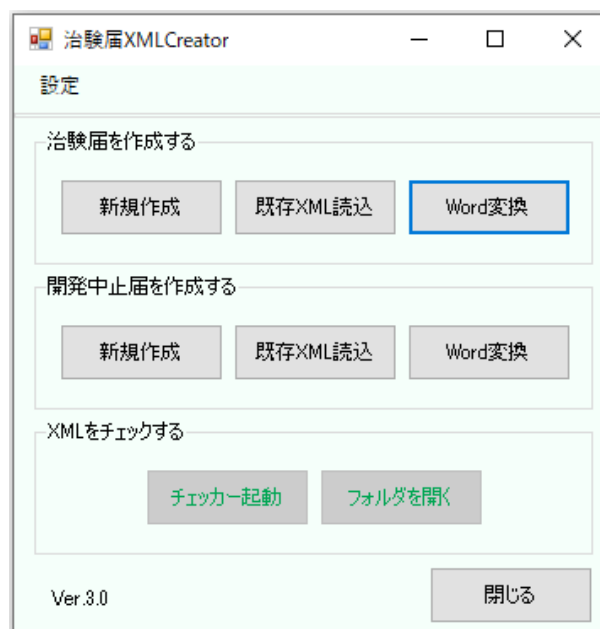 治験届XMLCreator
設定
治験届を作成する
新規作成 既存XML読込 Word変換
開発中止届を作成する
新規作成 既存XML読込 Word変換
XMLをチェックする
チェッカー起動 フォルダを開く
Ver.3.0 閉じる